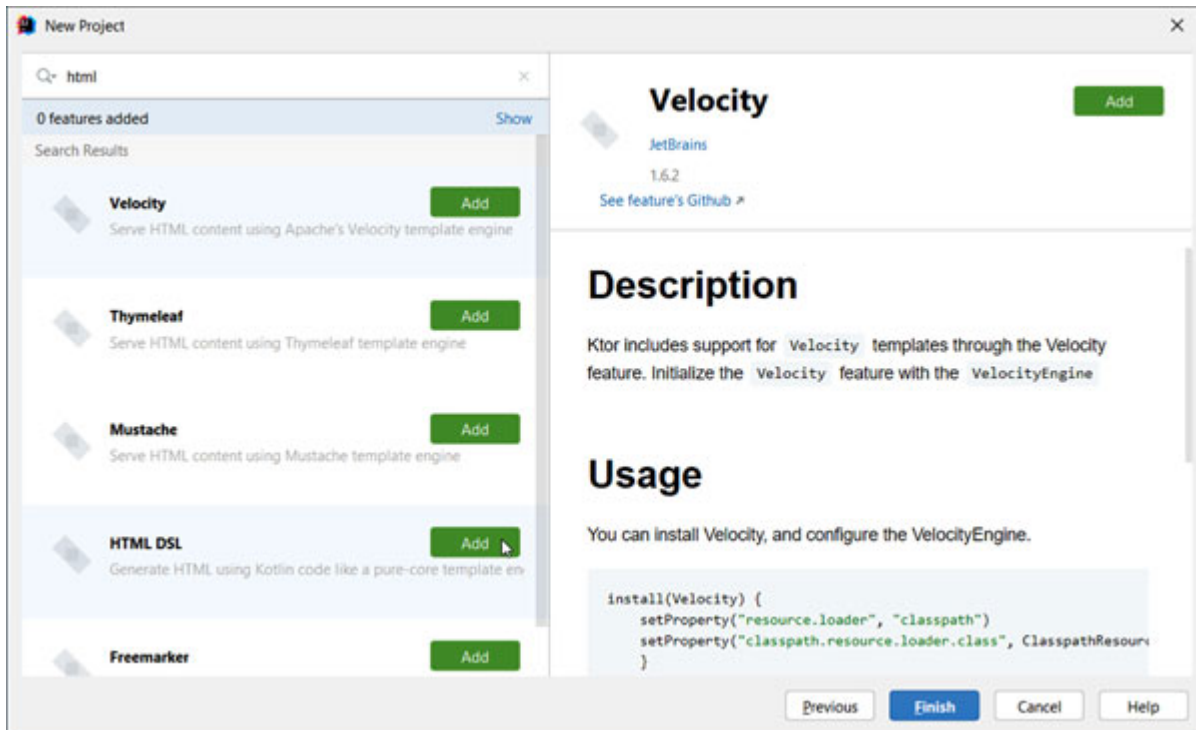 New Project
html
0 features added Show
Search Results
Velocity Add
Serve HTML content using Apache's Velocity template engine
Thymeleaf Add
Serve HTML content using Thymeleaf template engine
Mustache Add
Serve HTML content using Mustache template engine
HTML DSL Add
Generate HTML using Kotlin code like a pure-core template en
Freemarker Add
Velocity Add
JetBrains
1.6.2
See feature's Github ↗
Description
Ktor includes support for Velocity templates through the Velocity
feature. Initialize the Velocity feature with the VelocityEngine
Usage
You can install Velocity, and configure the VelocityEngine.
install(Velocity) {
setProperty("resource.loader", "classpath")
setProperty("classpath.resource.loader.class", ClasspathResour
}
Previous Finish Cancel Help